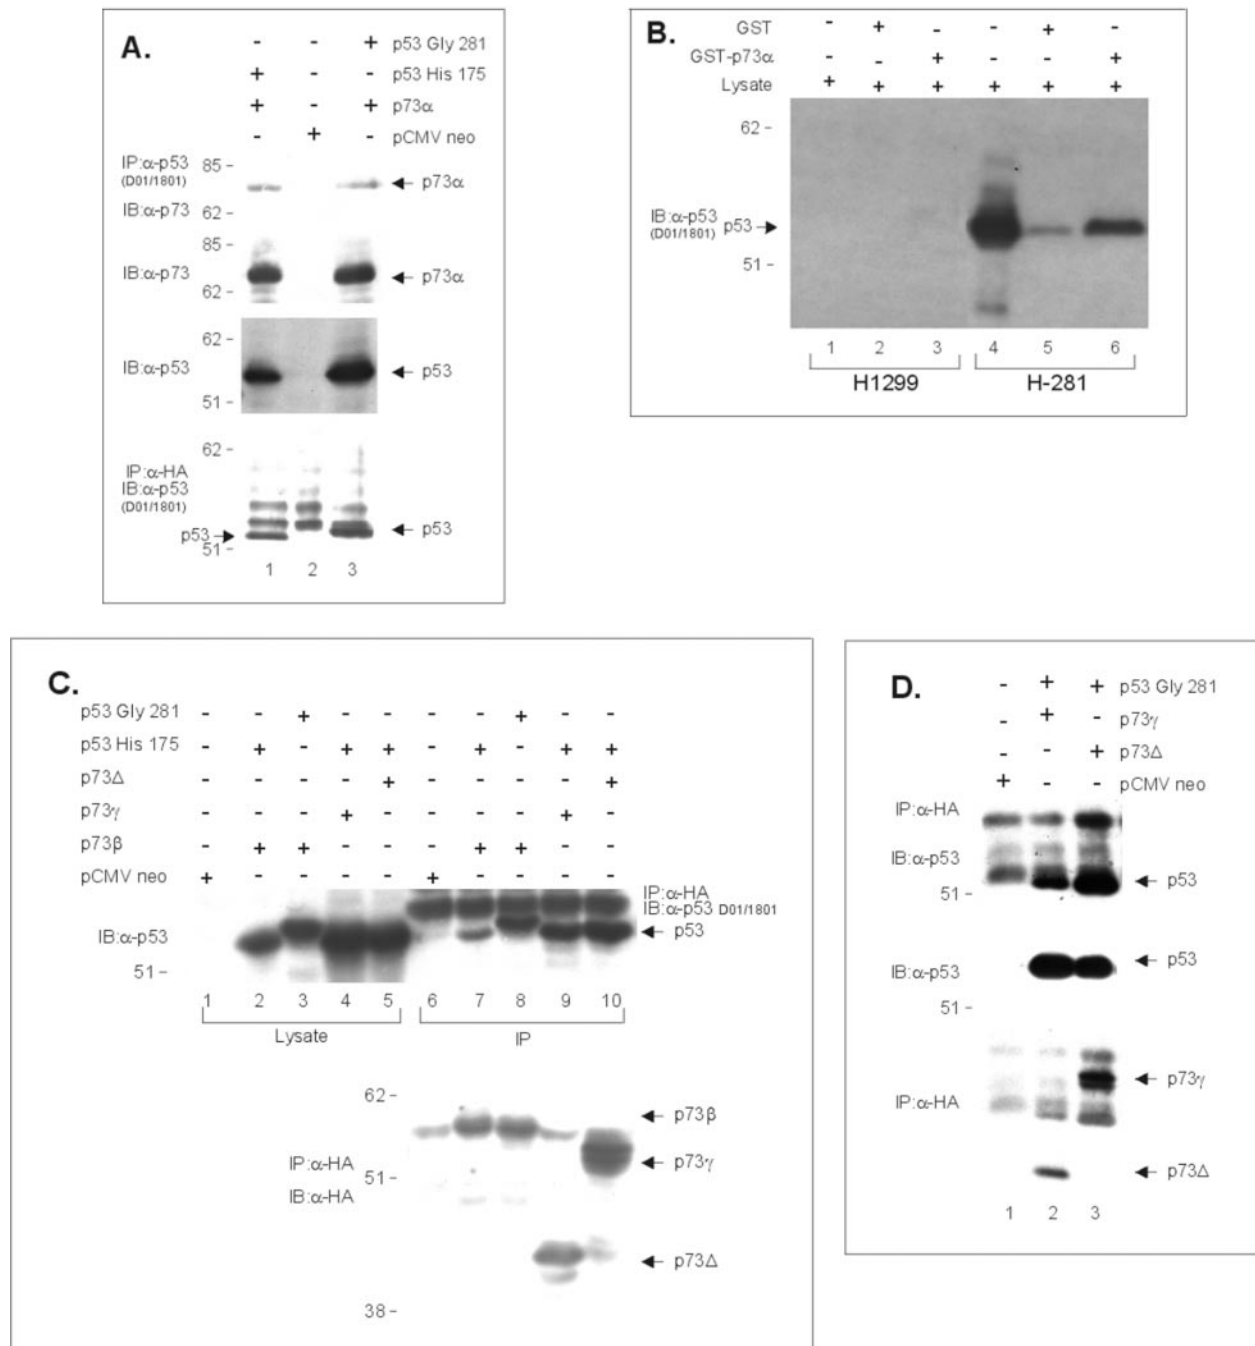 A.
- - + p53 Gly 281
+ - - p53 His 175
+ - + p73α
- + - pCMV neo
IP:α-p53
(D01/1801)
85 -
p73α
IB:α-p73
62 -
85 -
IB:α-p73
p73α
62 -
62 -
IB:α-p53
p53
51 -
62 -
IP:α-HA
IB:α-p53
(D01/1801)
p53
p53
51 -
1 2 3
B.
GST - + - - + -
GST-p73α - - + - - +
Lysate + + + + + +
62 -
IB:α-p53
(D01/1801)
p53
51 -
1 2 3 4 5 6
H1299 H-281
C.
p53 Gly 281 - - + - - - - + - -
p53 His 175 - + - + + - + - + +
p73Δ - - - - + - - - - +
p73γ - - - + - - - - + -
p73β - + + - - - + + - -
pCMV neo + - - - - + - - - -
IP:α-HA
IB:α-p53 D01/1801
IB:α-p53
p53
51 -
1 2 3 4 5 6 7 8 9 10
Lysate IP
62 -
p73β
IP:α-HA
p73γ
51 -
IB:α-HA
p73Δ
38 -
D.
- + + p53 Gly 281
- + - p73γ
- - + p73Δ
+ - - pCMV neo
IP:α-HA
IB:α-p53
p53
51 -
IB:α-p53
p53
51 -
p73γ
IP:α-HA
p73Δ
1 2 3